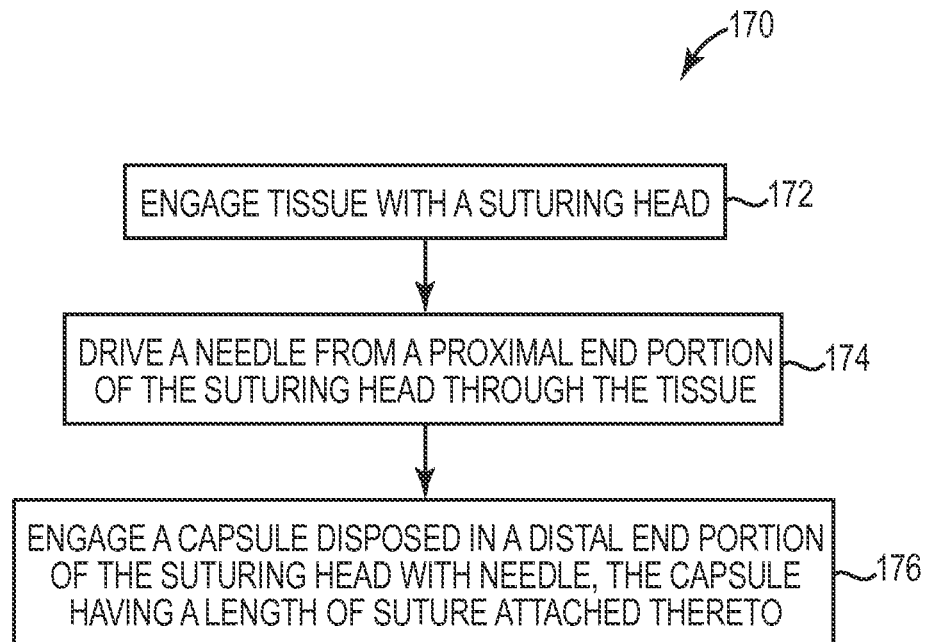 170
ENGAGE TISSUE WITH A SUTURING HEAD
172
DRIVE A NEEDLE FROM A PROXIMAL END PORTION
OF THE SUTURING HEAD THROUGH THE TISSUE
174
ENGAGE A CAPSULE DISPOSED IN A DISTAL END PORTION
OF THE SUTURING HEAD WITH NEEDLE, THE CAPSULE
HAVING A LENGTH OF SUTURE ATTACHED THERETO
176